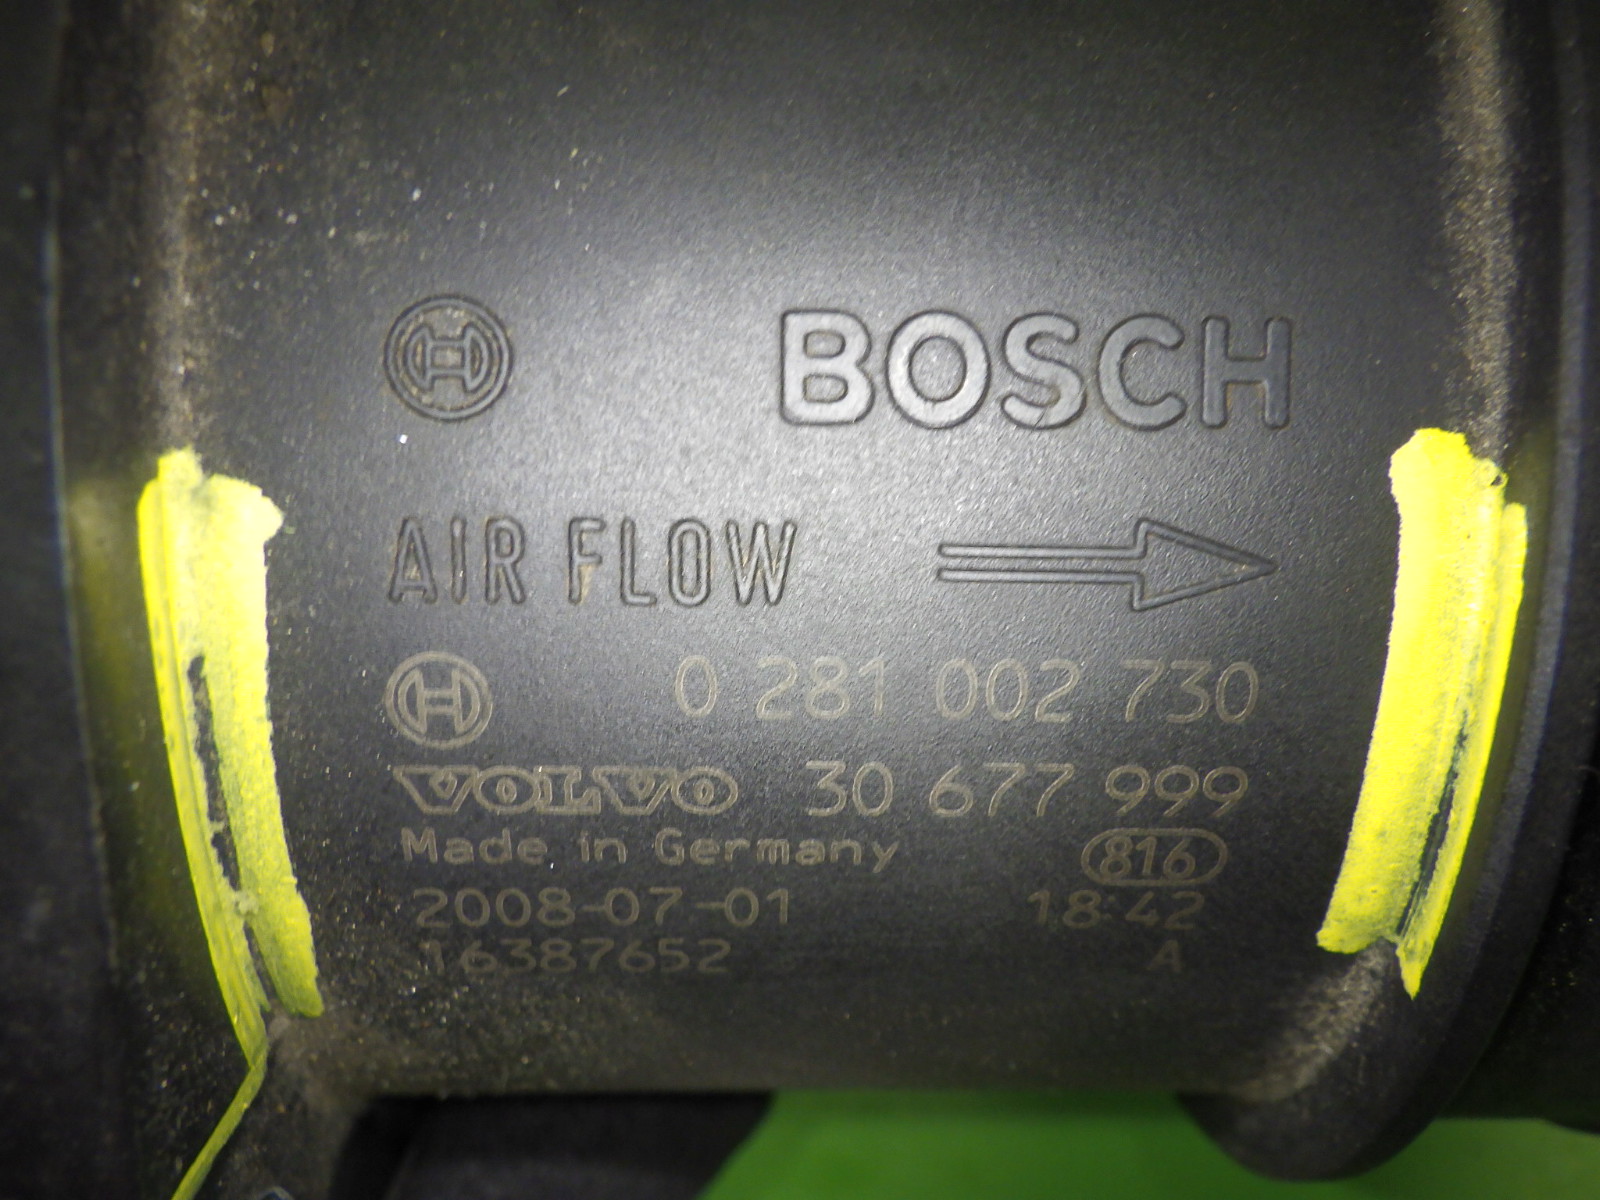 BOSCH
AIR FLOW
0 281 002 730
VOLVO 30 677 999
Made in Germany 816
2008-07-01 18:42
16387652 A